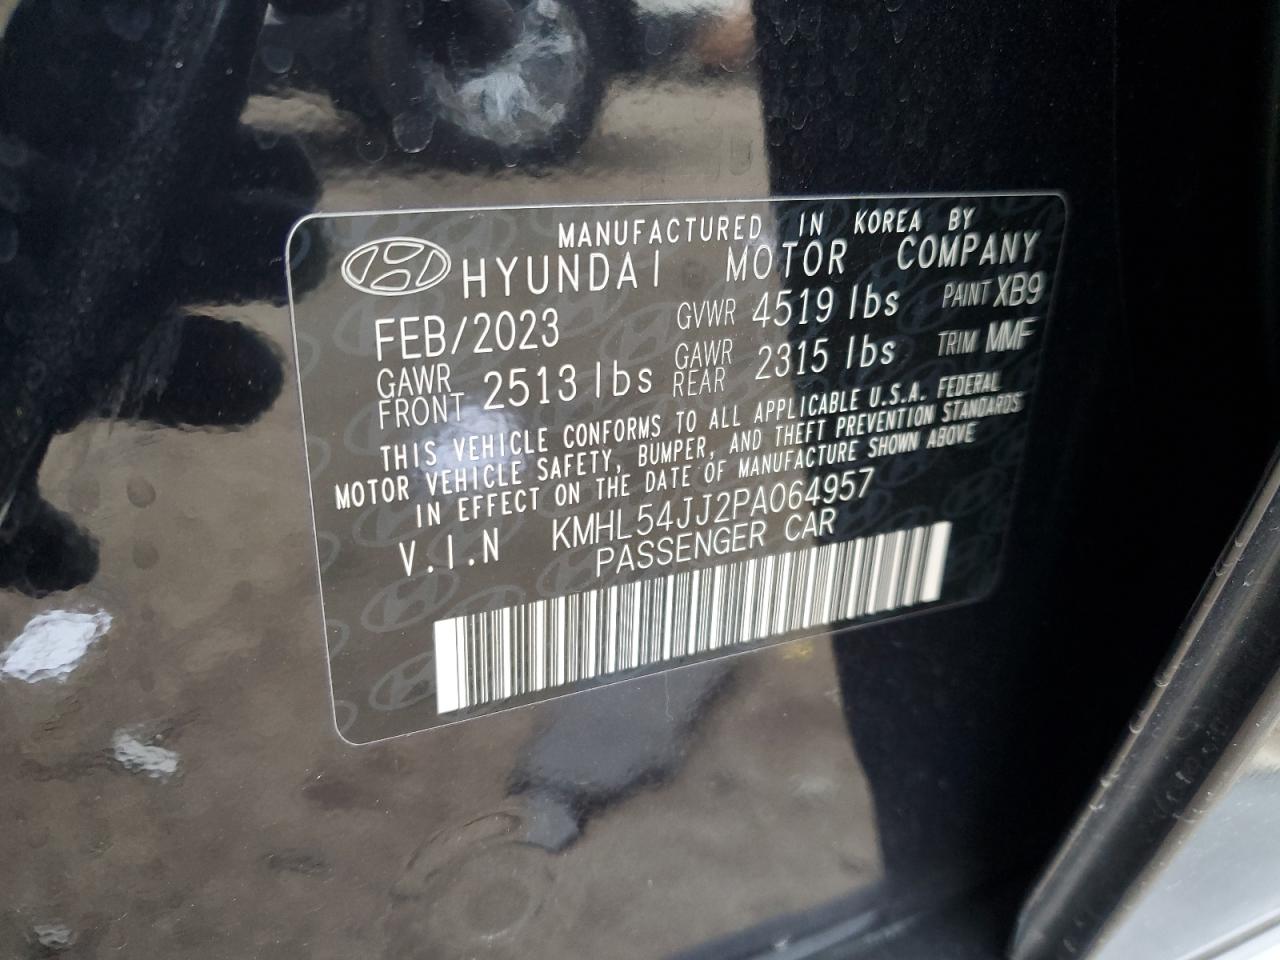 MANUFACTURED IN KOREA BY
HYUNDAI MOTOR COMPANY
FEB/2023 GVWR 4519 lbs PAINT XB9
GAWR FRONT 2513 lbs GAWR REAR 2315 lbs TRIM MMF
THIS VEHICLE CONFORMS TO ALL APPLICABLE U.S.A. FEDERAL
MOTOR VEHICLE SAFETY, BUMPER, AND THEFT PREVENTION STANDARDS
IN EFFECT ON THE DATE OF MANUFACTURE SHOWN ABOVE
V.I.N KMHL54JJ2PA064957
PASSENGER CAR